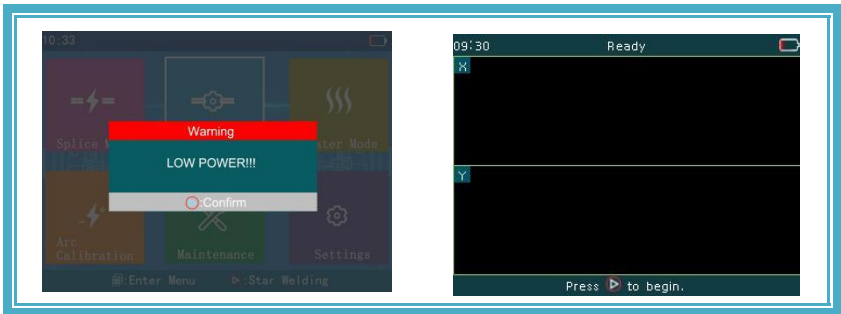 10:33
Splice M
ter Mode
Warning
LOW POWER!!!
:Confirm
Arc
Calibration
Maintenance
Settings
:Enter Menu
:Star Welding
09:30
Ready
X
Y
Press to begin.